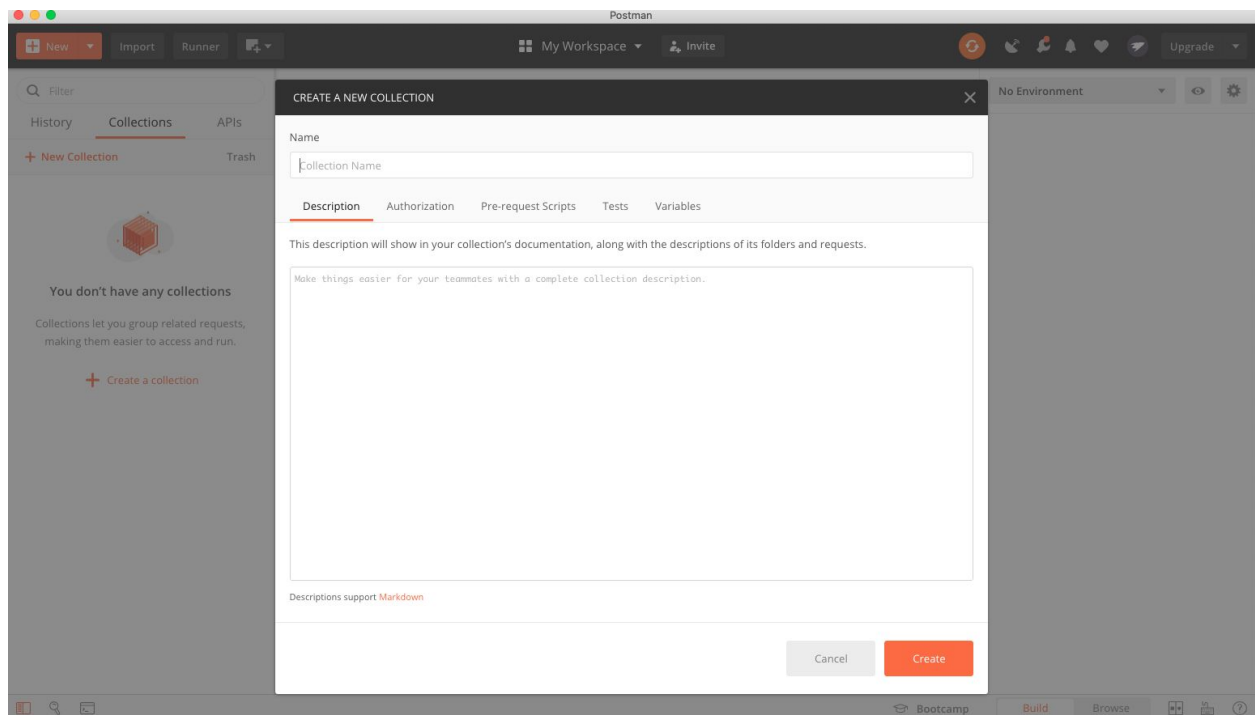 Postman
New
Import
Runner
My Workspace
Invite
Upgrade
Filter
History
Collections
APIs
+ New Collection
Trash
You don't have any collections
Collections let you group related requests,
making them easier to access and run.
+ Create a collection
No Environment
CREATE A NEW COLLECTION
Name
Collection Name
Description
Authorization
Pre-request Scripts
Tests
Variables
This description will show in your collection's documentation, along with the descriptions of its folders and requests.
Make things easier for your teammates with a complete collection description.
Descriptions support Markdown
Cancel
Create
Bootcamp
Build
Browse